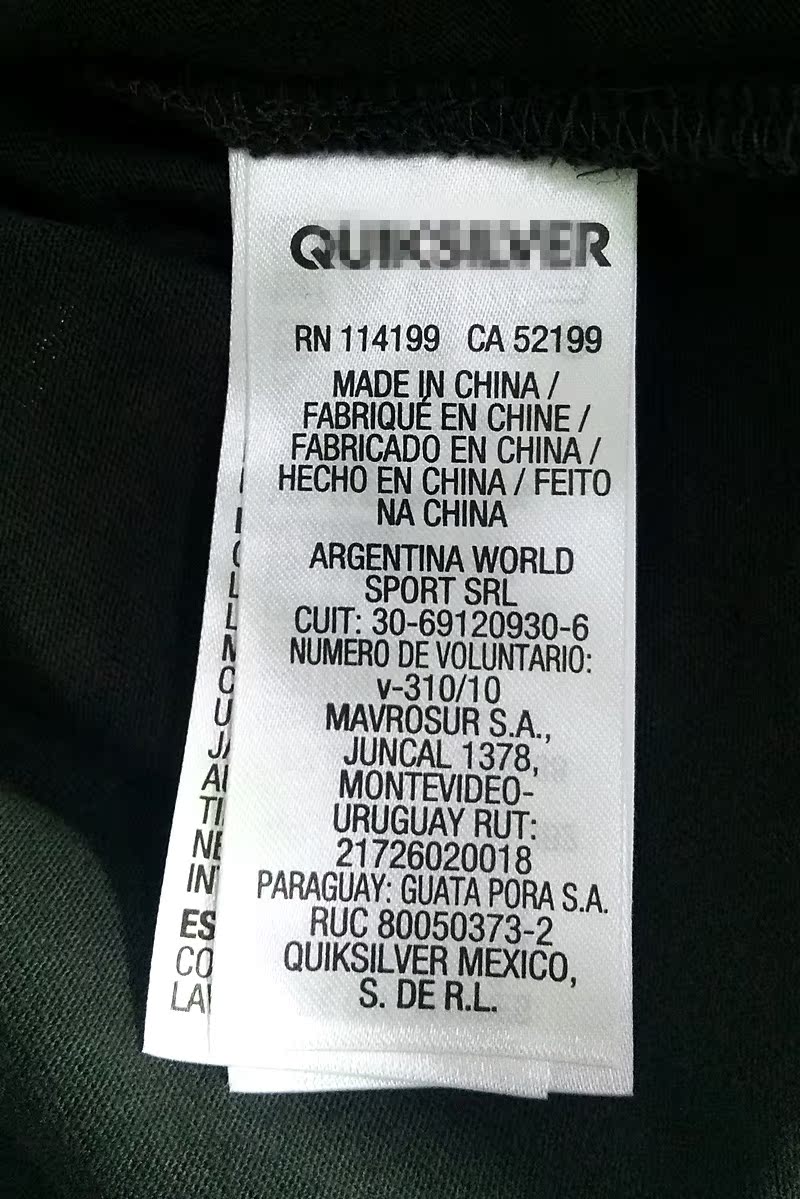 QUIKSILVER
RN 114199 CA 52199
MADE IN CHINA /
FABRIQUÉ EN CHINE /
FABRICADO EN CHINA /
HECHO EN CHINA / FEITO
NA CHINA
ARGENTINA WORLD
SPORT SRL
CUIT: 30-69120930-6
NUMERO DE VOLUNTARIO:
v-310/10
MAVROSUR S.A.,
JUNCAL 1378,
MONTEVIDEO-
URUGUAY RUT:
21726020018
PARAGUAY: GUATA PORA S.A.
RUC 80050373-2
QUIKSILVER MEXICO,
S. DE R.L.